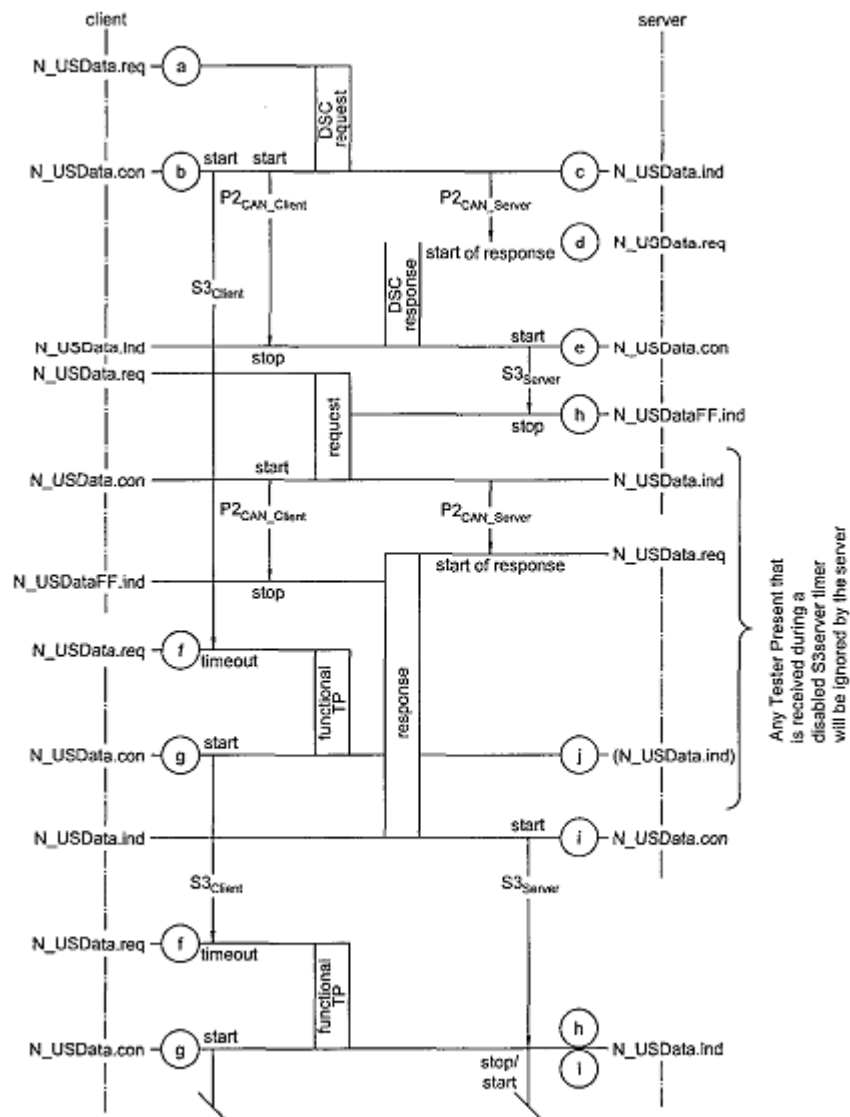 client server
N_USData.req a
DSC request
N_USData.con b start start c N_USData.ind
P2CAN_Client P2CAN_Server
d N_USData.req
start of response
DSC response
S3Client
start
N_USData.ind e N_USData.con
stop
N_USData.req S3Server
request
h N_USDataFF.ind
stop
start
N_USData.con N_USData.ind
P2CAN_Client P2CAN_Server
N_USData.req
start of response
N_USDataFF.ind
stop
Any Tester Present that
is received during a
disabled S3server timer
will be ignored by the server
N_USData.req f
timeout
functional TP
response
start
N_USData.con g j (N_USData.ind)
start
N_USData.ind i N_USData.con
S3Client S3Server
N_USData.req f
timeout
functional TP
start h
N_USData.con g N_USData.ind
i
stop/
start